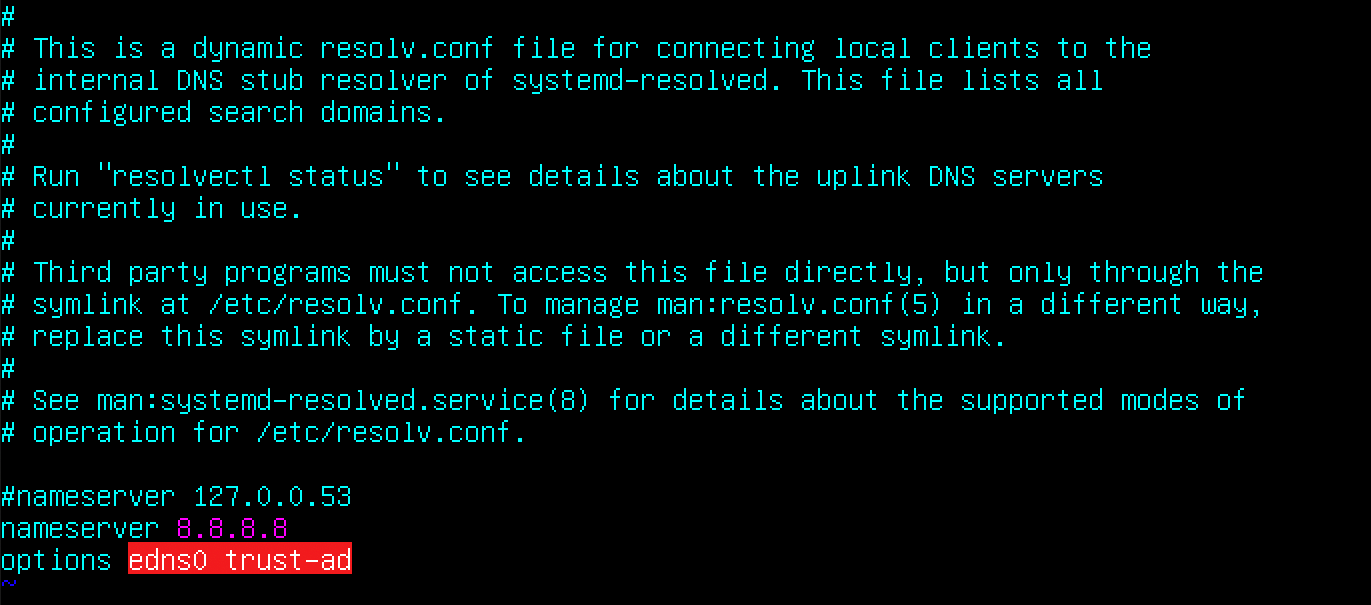 #
# This is a dynamic resolv.conf file for connecting local clients to the
# internal DNS stub resolver of systemd-resolved. This file lists all
# configured search domains.
#
# Run "resolvectl status" to see details about the uplink DNS servers
# currently in use.
#
# Third party programs must not access this file directly, but only through the
# symlink at /etc/resolv.conf. To manage man:resolv.conf(5) in a different way,
# replace this symlink by a static file or a different symlink.
#
# See man:systemd-resolved.service(8) for details about the supported modes of
# operation for /etc/resolv.conf.

#nameserver 127.0.0.53
nameserver 8.8.8.8
options edns0 trust-ad
~